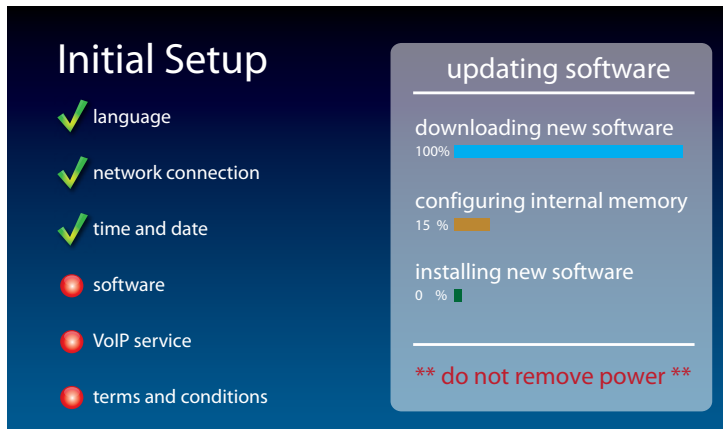 Initial Setup
language
network connection
time and date
software
VoIP service
terms and conditions
updating software
downloading new software
100%
configuring internal memory
15 %
installing new software
0 %
** do not remove power **